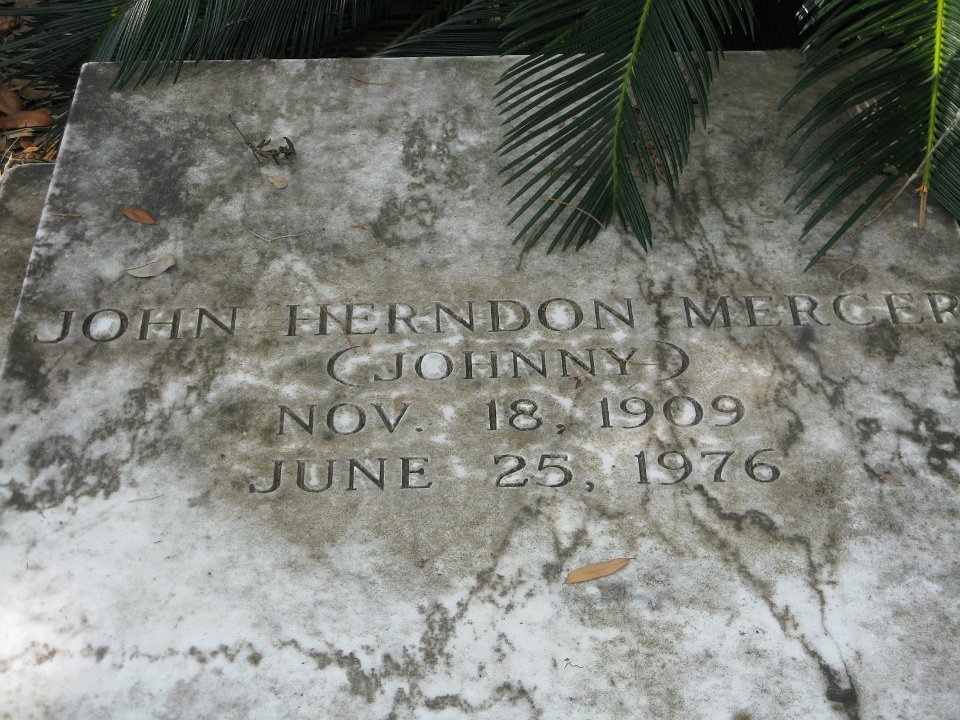 JOHN HERNDON MERCER
(JOHNNY)
NOV. 18, 1909
JUNE 25, 1976